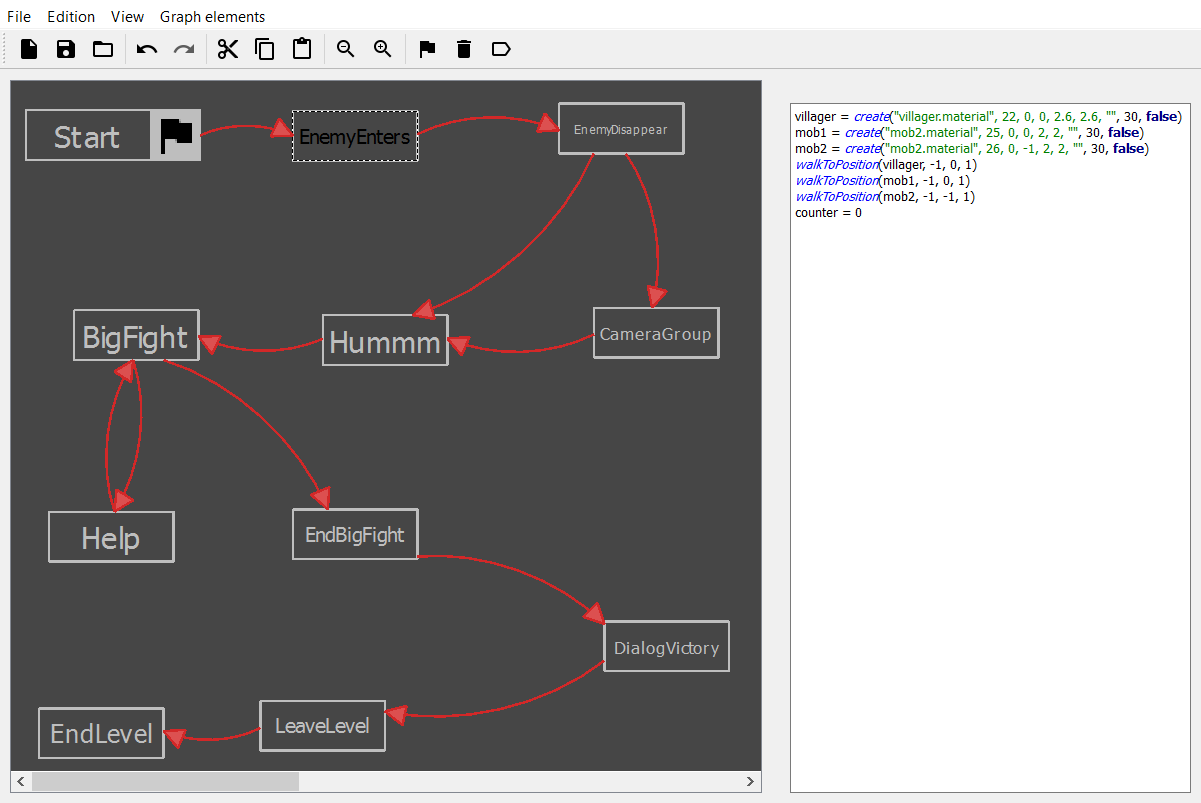 File Edition View Graph elements
Start
EnemyEnters
EnemyDisappear
BigFight
Hummm
CameraGroup
Help
EndBigFight
DialogVictory
EndLevel
LeaveLevel
villager = create("villager.material", 22, 0, 0, 2.6, 2.6, "", 30, false)
mob1 = create("mob2.material", 25, 0, 0, 2, 2, "", 30, false)
mob2 = create("mob2.material", 26, 0, -1, 2, 2, "", 30, false)
walkToPosition(villager, -1, 0, 1)
walkToPosition(mob1, -1, 0, 1)
walkToPosition(mob2, -1, -1, 1)
counter = 0